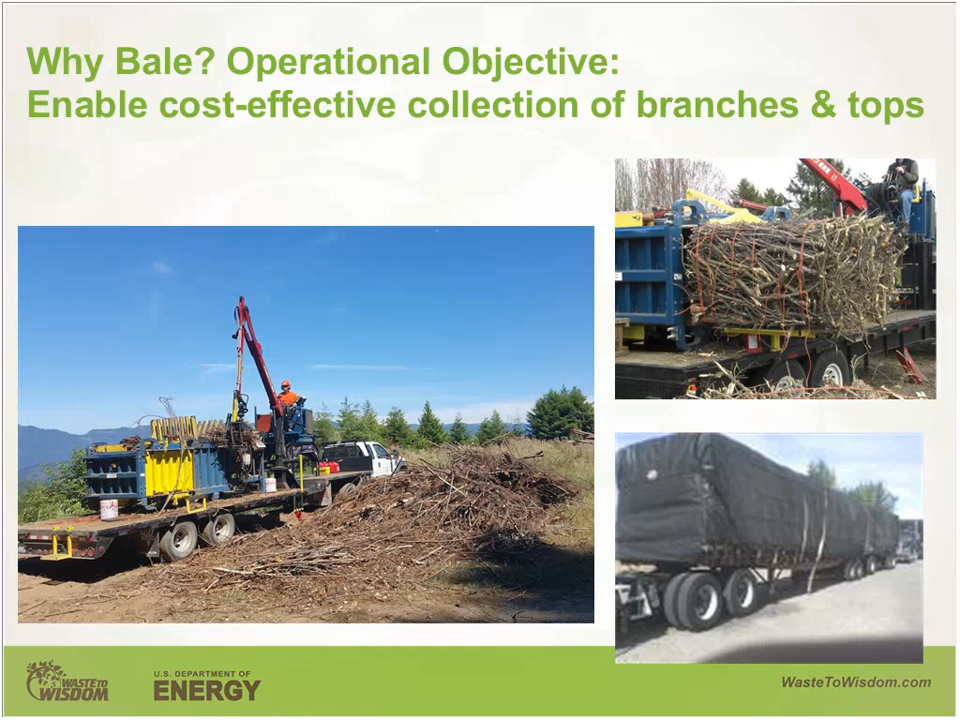 Why Bale? Operational Objective:
Enable cost-effective collection of branches & tops
WASTE TO
WISDOM
U.S. DEPARTMENT OF
ENERGY
WasteToWisdom.com